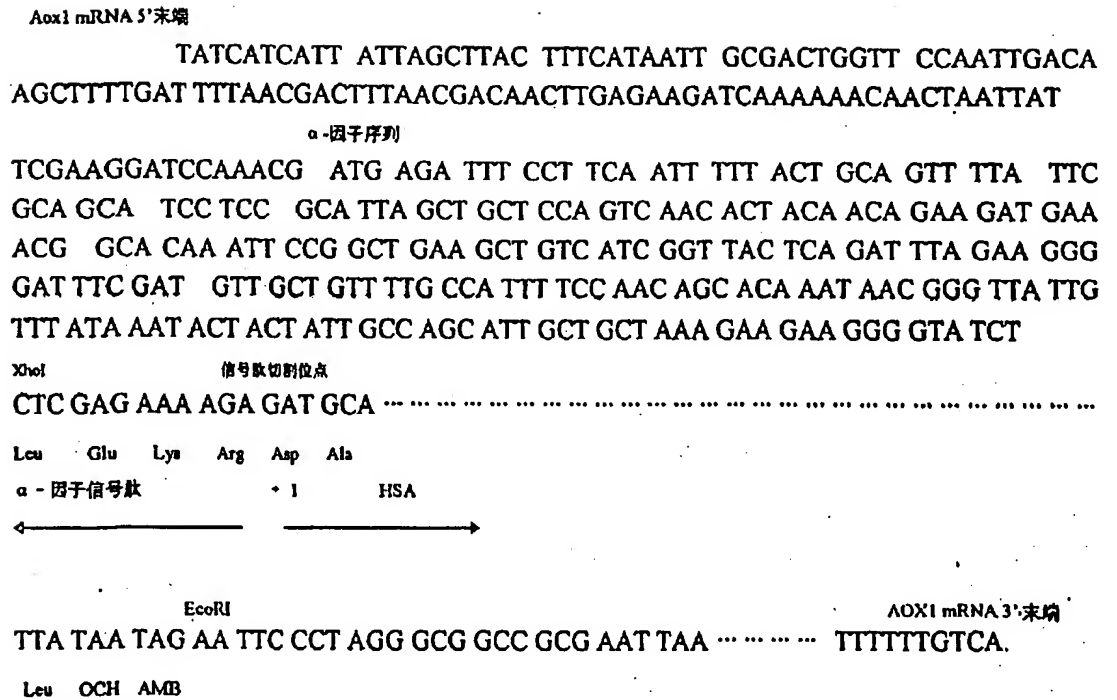 Aox1 mRNA 5'末端
TATCATCATT ATTAGCTTAC TTTCATAATT GCGACTGGTT CCAATTGACA
AGCTTTTGAT TTTAACGACTTTAACGACAACTTGAGAAGATCAAAAAACAACTAATTAT
α-因子序列
TCGAAGGATCCAAACG ATG AGA TTT CCT TCA ATT TTT ACT GCA GTT TTA TTC
GCA GCA TCC TCC GCA TTA GCT GCT CCA GTC AAC ACT ACA ACA GAA GAT GAA
ACG GCA CAA ATT CCG GCT GAA GCT GTC ATC GGT TAC TCA GAT TTA GAA GGG
GAT TTC GAT GTT GCT GTT TTG CCA TTT TCC AAC AGC ACA AAT AAC GGG TTA TTG
TTT ATA AAT ACT ACT ATT GCC AGC ATT GCT GCT AAA GAA GAA GGG GTA TCT
XhoI 信号肽切割位点
CTC GAG AAA AGA GAT GCA … … … … … … … … … … … … … … … … … … … … … … … … … … …
Leu Glu Lys Arg Asp Ala
α - 因子信号肽 + 1 HSA
EcoRI AOX1 mRNA 3'末端
TTA TAA TAG AA TTC CCT AGG GCG GCC GCG AAT TAA … … … … TTTTTTGTCA.
Leu OCH AMB